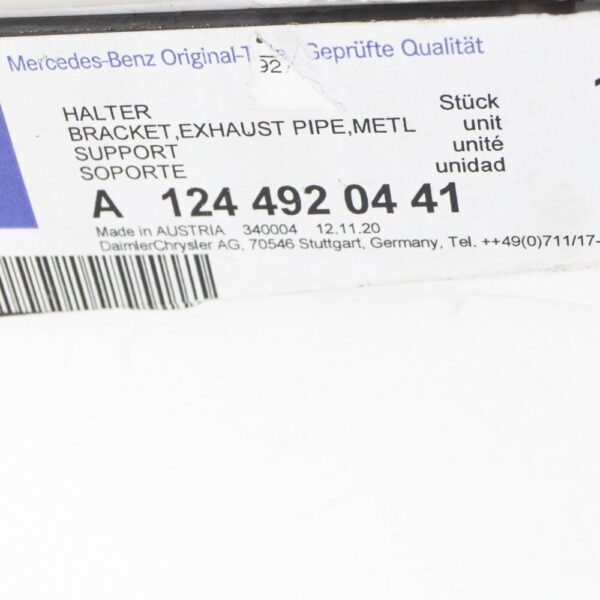 Mercedes-Benz Original-T Geprüfte Qualität
92
HALTER Stück
BRACKET,EXHAUST PIPE,METL unit
SUPPORT unité
SOPORTE unidad
A 124 492 04 41
Made in AUSTRIA 340004 12.11.20
DaimlerChrysler AG, 70546 Stuttgart, Germany, Tel. ++49(0)711/17-